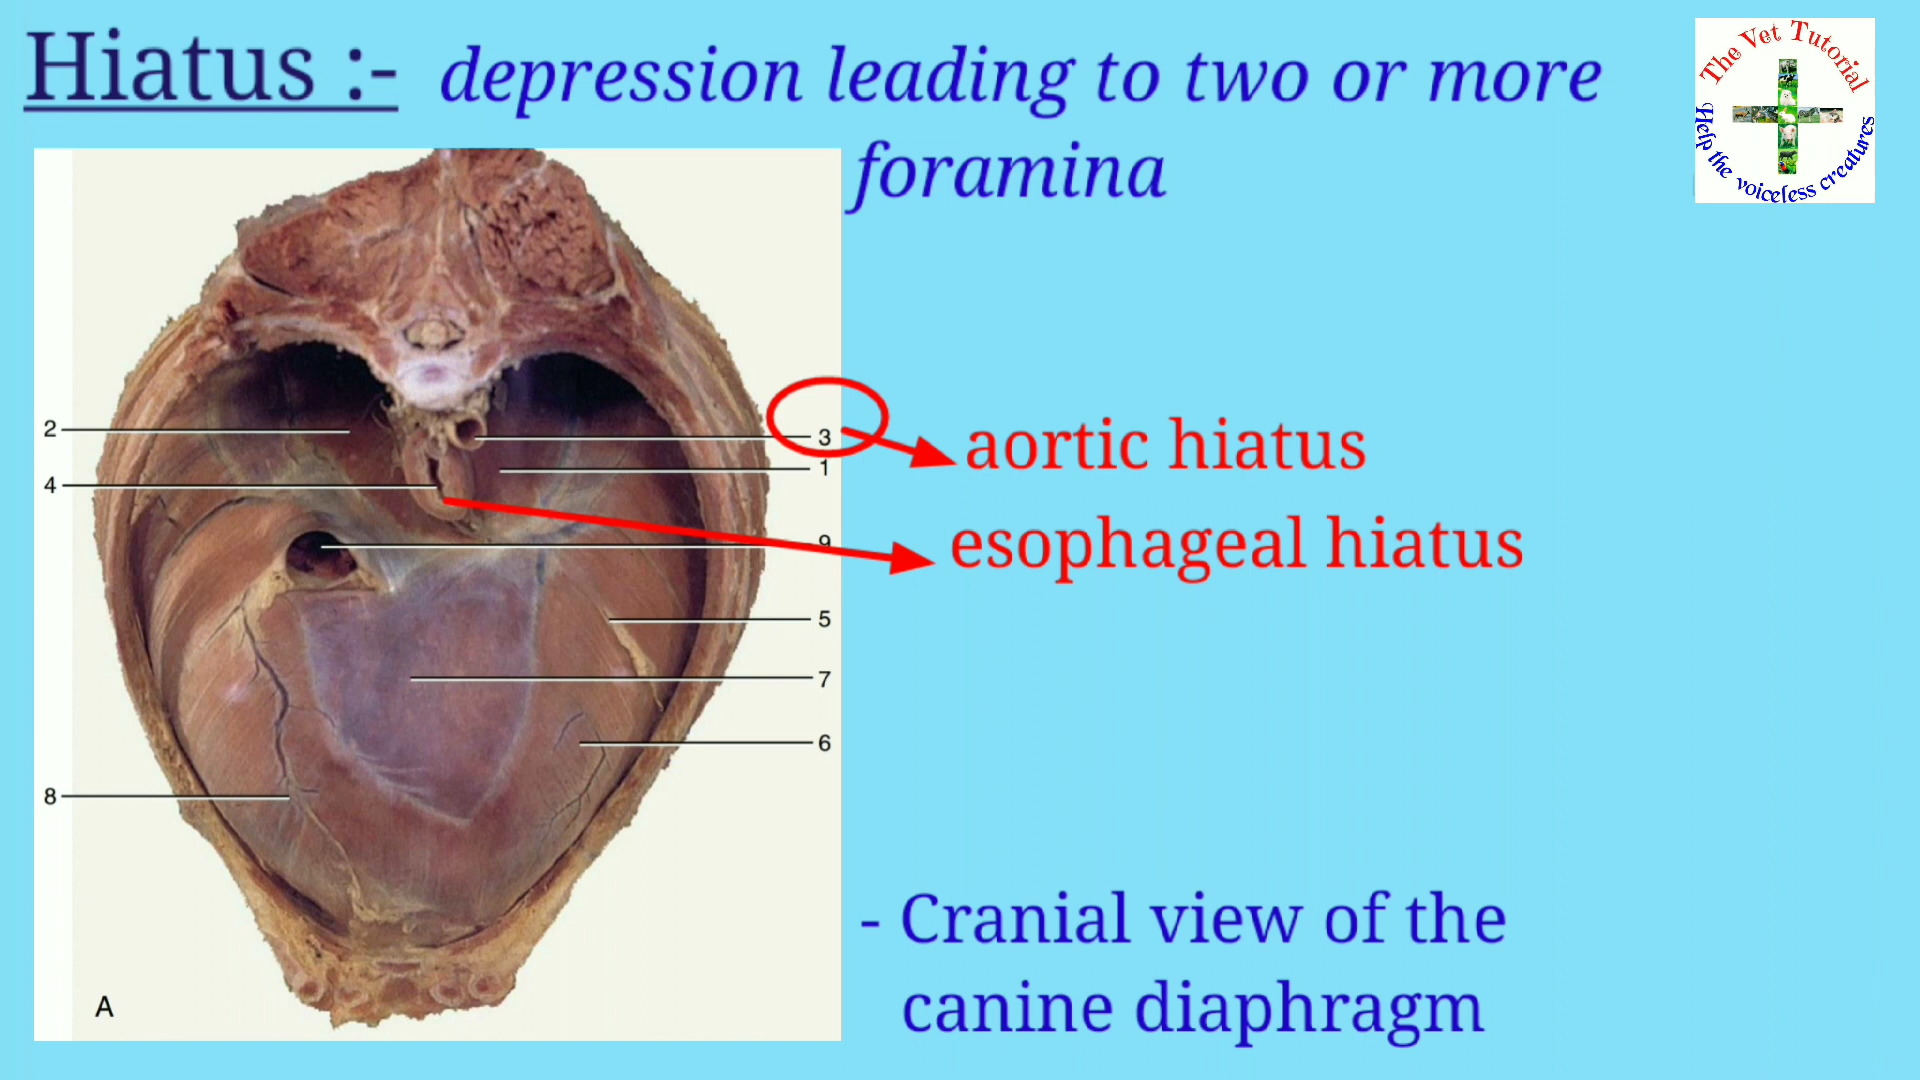 Hiatus :- depression leading to two or more
foramina
The Vet Tutorial
Help the voiceless creatures
2
3
1
4
9
5
7
6
8
A
aortic hiatus
esophageal hiatus
- Cranial view of the
canine diaphragm